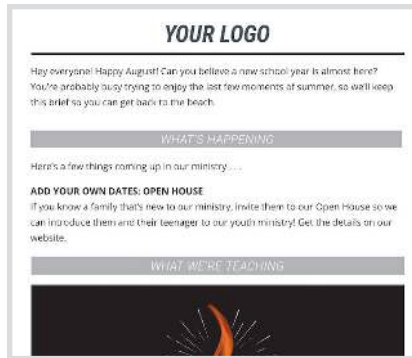 YOUR LOGO
Hey everyone! Happy August! Can you believe a new school year is almost here?
You're probably busy trying to enjoy the last few moments of summer, so we'll keep
this brief so you can get back to the beach.
WHAT'S HAPPENING
Here's a few things coming up in our ministry . . .
ADD YOUR OWN DATES: OPEN HOUSE
If you know a family that's new to our ministry, invite them to our Open House so we
can introduce them and their teenager to our youth ministry! Get the details on our
website.
WHAT WE'RE TEACHING